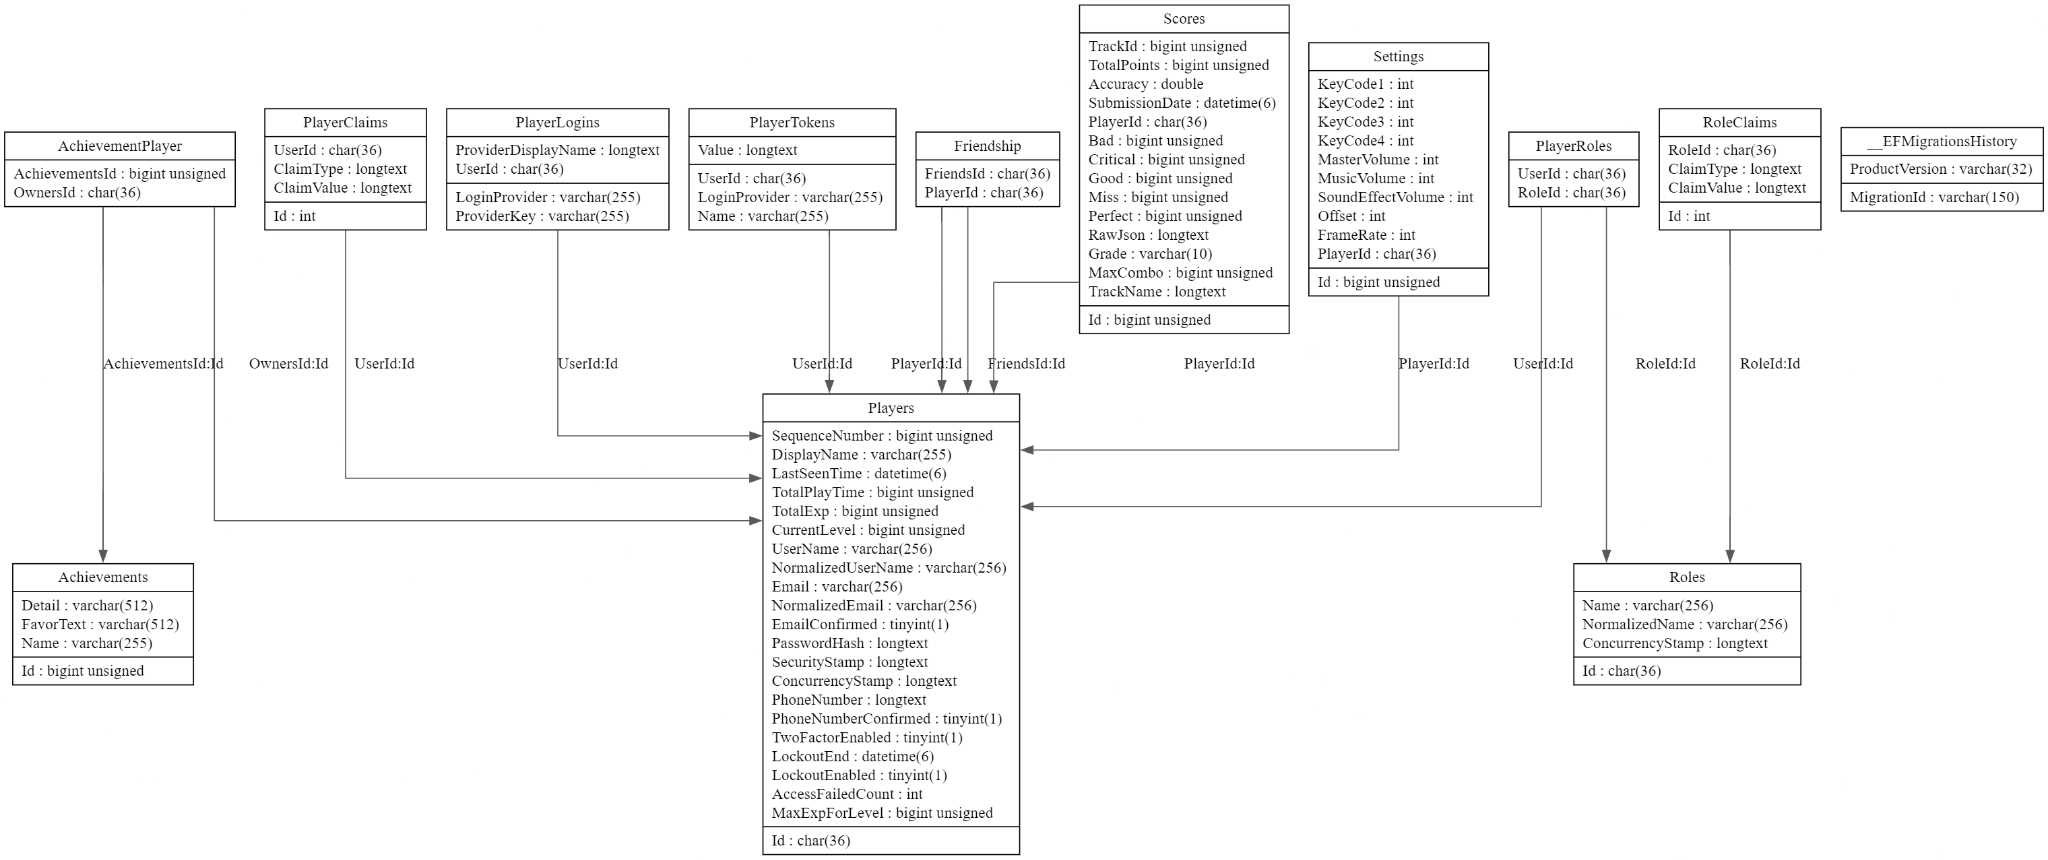 Scores
TrackId : bigint unsigned
TotalPoints : bigint unsigned
Accuracy : double
SubmissionDate : datetime(6)
PlayerId : char(36)
Bad : bigint unsigned
Critical : bigint unsigned
Good : bigint unsigned
Miss : bigint unsigned
Perfect : bigint unsigned
RawJson : longtext
Grade : varchar(10)
MaxCombo : bigint unsigned
TrackName : longtext
Id : bigint unsigned
Settings
KeyCode1 : int
KeyCode2 : int
KeyCode3 : int
KeyCode4 : int
MasterVolume : int
MusicVolume : int
SoundEffectVolume : int
Offset : int
FrameRate : int
PlayerId : char(36)
Id : bigint unsigned
AchievementPlayer
AchievementsId : bigint unsigned
OwnersId : char(36)
PlayerClaims
UserId : char(36)
ClaimType : longtext
ClaimValue : longtext
Id : int
PlayerLogins
ProviderDisplayName : longtext
UserId : char(36)
LoginProvider : varchar(255)
ProviderKey : varchar(255)
PlayerTokens
Value : longtext
UserId : char(36)
LoginProvider : varchar(255)
Name : varchar(255)
Friendship
FriendsId : char(36)
PlayerId : char(36)
PlayerRoles
UserId : char(36)
RoleId : char(36)
RoleClaims
RoleId : char(36)
ClaimType : longtext
ClaimValue : longtext
Id : int
__EFMigrationsHistory
ProductVersion : varchar(32)
MigrationId : varchar(150)
AchievementsId:Id
OwnersId:Id
UserId:Id
UserId:Id
UserId:Id
PlayerId:Id
FriendsId:Id
PlayerId:Id
PlayerId:Id
UserId:Id
RoleId:Id
RoleId:Id
Players
SequenceNumber : bigint unsigned
DisplayName : varchar(255)
LastSeenTime : datetime(6)
TotalPlayTime : bigint unsigned
TotalExp : bigint unsigned
CurrentLevel : bigint unsigned
UserName : varchar(256)
NormalizedUserName : varchar(256)
Email : varchar(256)
NormalizedEmail : varchar(256)
EmailConfirmed : tinyint(1)
PasswordHash : longtext
SecurityStamp : longtext
ConcurrencyStamp : longtext
PhoneNumber : longtext
PhoneNumberConfirmed : tinyint(1)
TwoFactorEnabled : tinyint(1)
LockoutEnd : datetime(6)
LockoutEnabled : tinyint(1)
AccessFailedCount : int
MaxExpForLevel : bigint unsigned
Id : char(36)
Achievements
Detail : varchar(512)
FavorText : varchar(512)
Name : varchar(255)
Id : bigint unsigned
Roles
Name : varchar(256)
NormalizedName : varchar(256)
ConcurrencyStamp : longtext
Id : char(36)